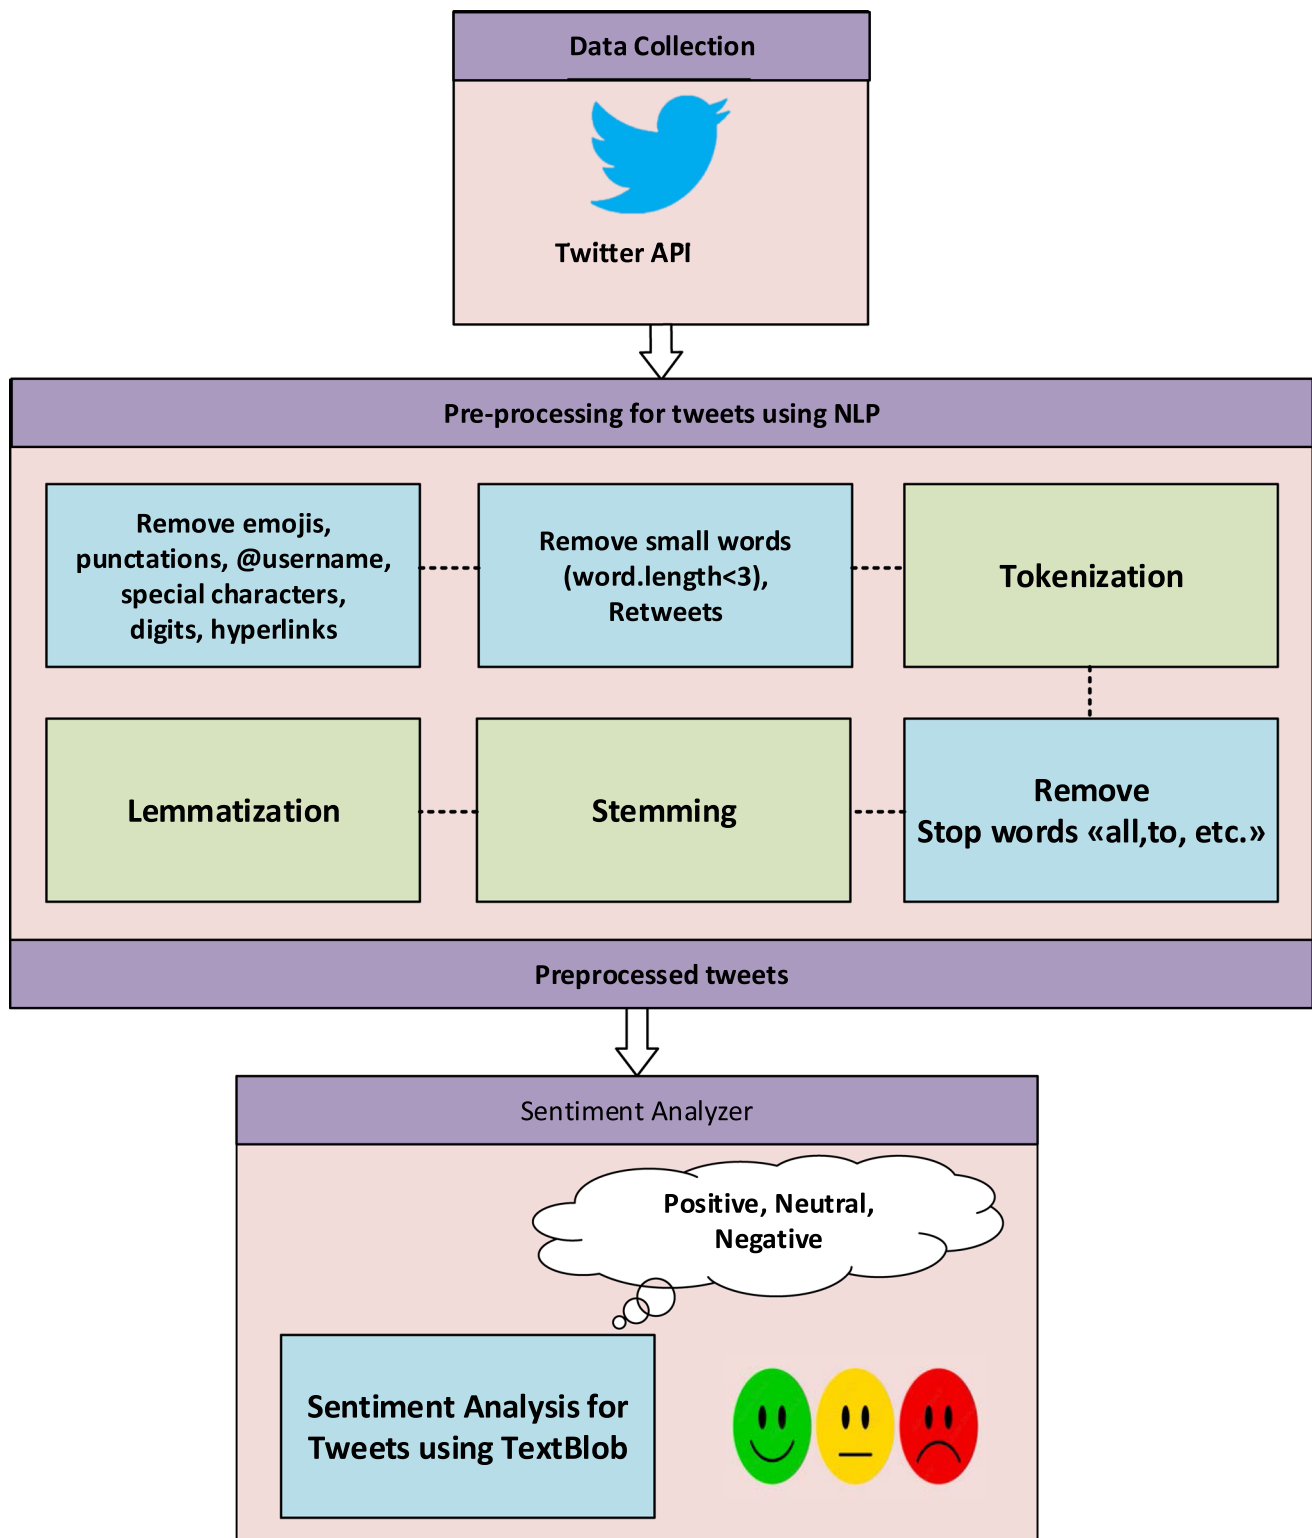 Data Collection
Twitter API
Pre-processing for tweets using NLP
Remove emojis,
punctations, @username,
special characters,
digits, hyperlinks
Remove small words
(word.length<3),
Retweets
Tokenization
Lemmatization
Stemming
Remove
Stop words «all,to, etc.»
Preprocessed tweets
Sentiment Analyzer
Positive, Neutral,
Negative
Sentiment Analysis for
Tweets using TextBlob